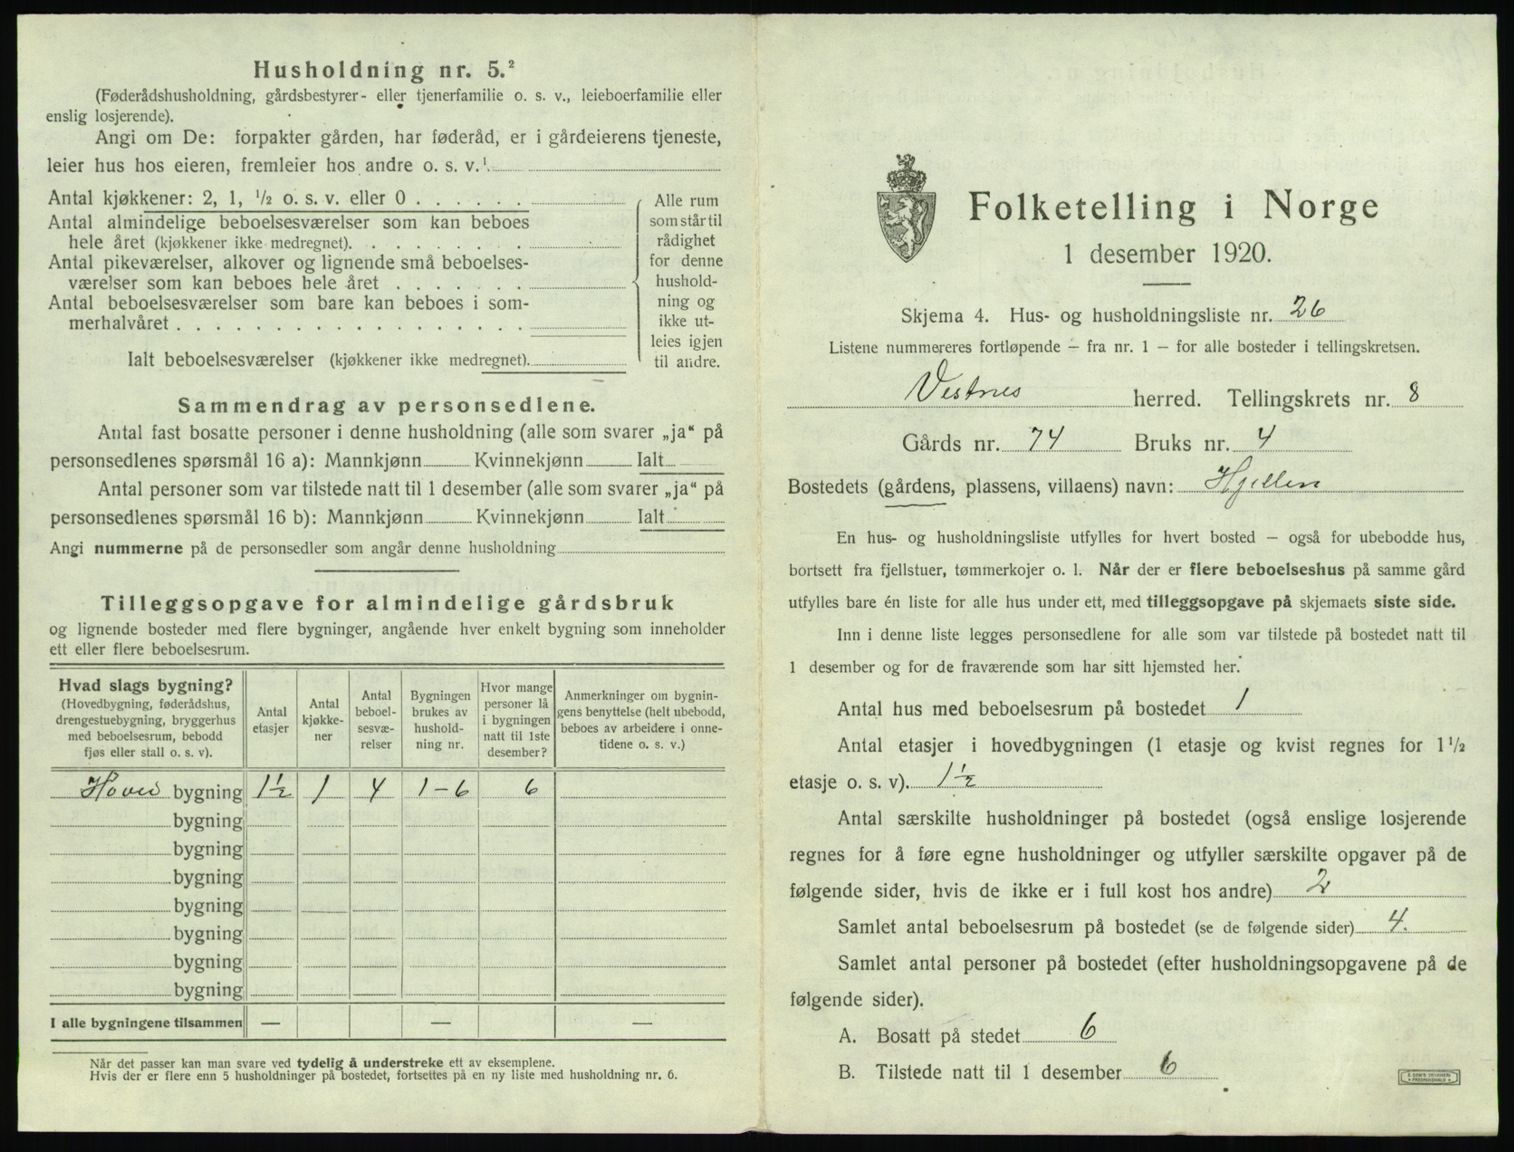 Husholdning nr. 5.²
(Føderådshusholdning, gårdsbestyrer- eller tjenerfamilie o. s. v., leieboerfamilie eller
enslig losjerende).
Angi om De: forpakter gården, har føderåd, er i gårdeierens tjeneste,
leier hus hos eieren, fremleier hos andre o. s. v.¹
Antal kjøkkener: 2, 1, ½ o. s. v. eller 0 . . . . . .
Antal almindelige beboelsesværelser som kan beboes
hele året (kjøkkener ikke medregnet). . . . . . . .
Antal pikeværelser, alkover og lignende små beboelses-
værelser som kan beboes hele året . . . . . . .
Antal beboelsesværelser som bare kan beboes i som-
merhalvåret . . . . . . . . . . . . . . . . . .
Ialt beboelsesværelser (kjøkkener ikke medregnet).
Alle rum
som står til
rådighet
for denne
hushold-
ning og
ikke ut-
leies igjen
til andre.
Sammendrag av personsedlene.
Antal fast bosatte personer i denne husholdning (alle som svarer „ja“ på
personsedlenes spørsmål 16 a): Mannkjønn Kvinnekjønn Ialt
Antal personer som var tilstede natt til 1 desember (alle som svarer „ja“ på
personsedlenes spørsmål 16 b): Mannkjønn Kvinnekjønn Ialt
Angi nummerne på de personsedler som angår denne husholdning
Tilleggsopgave for almindelige gårdsbruk
og lignende bosteder med flere bygninger, angående hver enkelt bygning som inneholder
ett eller flere beboelsesrum.
Hvad slags bygning?
(Hovedbygning, føderådshus,
drengestuebygning, bryggerhus
med beboelsesrum, bebodd
fjøs eller stall o. s. v).
Antal
etasjer
Antal
kjøkke-
ner
Antal
beboel-
sesvæ-
relser
Bygningen
brukes av
hushold-
ning nr.
Hvor mange
personer lå
i bygningen
natt til 1ste
desember?
Anmerkninger om bygnin-
gens benyttelse (helt ubebodd,
beboes av arbeidere i onne-
tidene o. s. v.)
Hoved bygning 1½ 1 4 1-6 6
bygning
bygning
bygning
bygning
bygning
bygning
bygning
I alle bygningene tilsammen — — —
Når det passer kan man svare ved tydelig å understreke ett av eksemplene.
Hvis der er flere enn 5 husholdninger på bostedet, fortsettes på en ny liste med husholdning nr. 6.
Folketelling i Norge
1 desember 1920.
Skjema 4. Hus- og husholdningsliste nr. 26
Listene nummereres fortløpende – fra nr. 1 – for alle bosteder i tellingskretsen.
Vestnes herred. Tellingskrets nr. 8
Gårds nr. 74 Bruks nr. 4
Bostedets (gårdens, plassens, villaens) navn: Hjellen
En hus- og husholdningsliste utfylles for hvert bosted – også for ubebodde hus,
bortsett fra fjellstuer, tømmerkojer o. l. Når der er flere beboelseshus på samme gård
utfylles bare én liste for alle hus under ett, med tilleggsopgave på skjemaets siste side.
Inn i denne liste legges personsedlene for alle som var tilstede på bostedet natt til
1 desember og for de fraværende som har sitt hjemsted her.
Antal hus med beboelsesrum på bostedet 1
Antal etasjer i hovedbygningen (1 etasje og kvist regnes for 1½
etasje o. s. v). 1½
Antal særskilte husholdninger på bostedet (også enslige losjerende
regnes for å føre egne husholdninger og utfyller særskilte opgaver på de
følgende sider, hvis de ikke er i full kost hos andre) 2
Samlet antal beboelsesrum på bostedet (se de følgende sider) 4.
Samlet antal personer på bostedet (efter husholdningsopgavene på de
følgende sider).
A. Bosatt på stedet 6
B. Tilstede natt til 1 desember 6